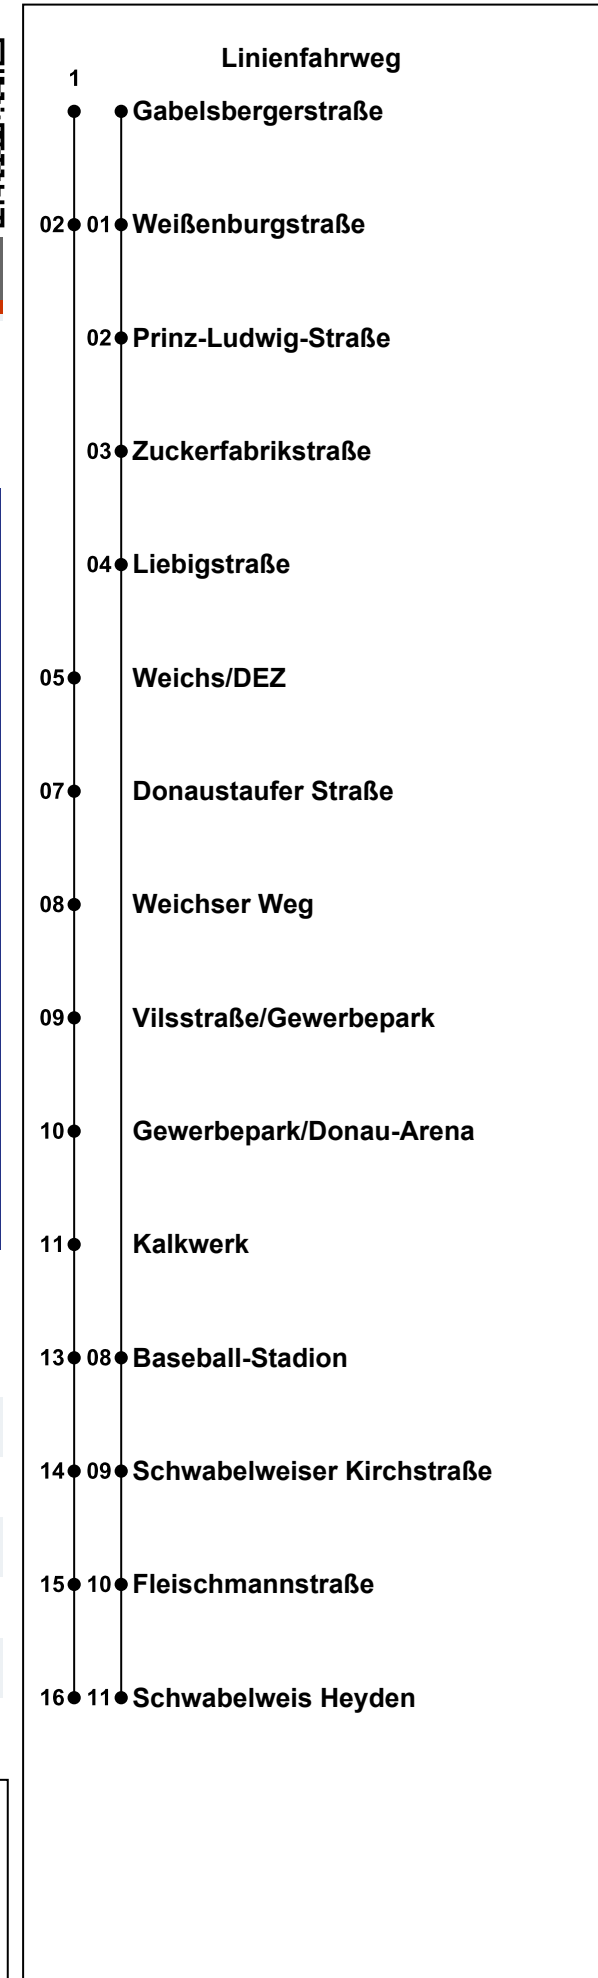 Linienfahrweg
1
Gabelsbergerstraße
02 01 Weißenburgstraße
02 Prinz-Ludwig-Straße
03 Zuckerfabrikstraße
04 Liebigstraße
05 Weichs/DEZ
07 Donaustaufer Straße
08 Weichser Weg
09 Vilsstraße/Gewerbepark
10 Gewerbepark/Donau-Arena
11 Kalkwerk
13 08 Baseball-Stadion
14 09 Schwabelweiser Kirchstraße
15 10 Fleischmannstraße
16 11 Schwabelweis Heyden